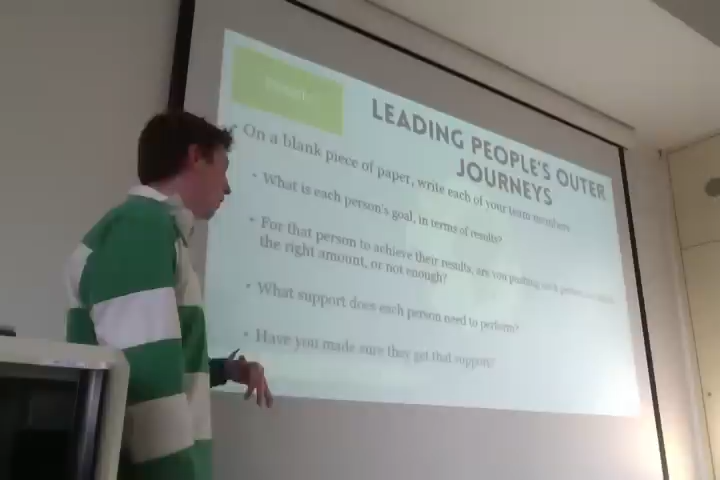 LEADING PEOPLE'S OUTER
JOURNEYS
On a blank piece of paper, write each of your team members
• What is each person's goal, in terms of results?
• For that person to achieve their results, are you pushing
the right amount, or not enough?
• What support does each person need to perform?
• Have you made sure they get that support?